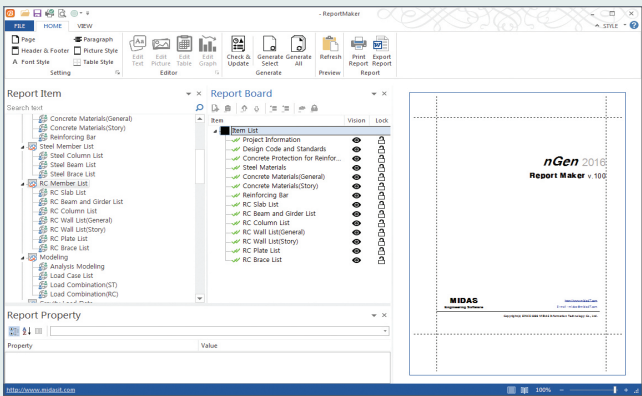 - ReportMaker
FILE HOME VIEW
STYLE
Page
Header & Footer
A Font Style
Paragraph
Picture Style
Table Style
Setting
Edit Text
Edit Picture
Edit Table
Edit Graph
Editor
Check & Update
Generate Select
Generate All
Generate
Refresh
Preview
Print Report
Export Report
Report
Report Item
Search text
Concrete Materials(General)
Concrete Materials(Story)
Reinforcing Bar
Steel Member List
Steel Column List
Steel Beam List
Steel Brace List
RC Member List
RC Slab List
RC Beam and Girder List
RC Column List
RC Wall List(General)
RC Wall List(Story)
RC Plate List
RC Brace List
Modeling
Analysis Modeling
Load Case List
Load Combination(ST)
Load Combination(RC)
Report Board
Item Vision Lock
Item List
Project Information
Design Code and Standards
Concrete Protection for Reinfor...
Steel Materials
Concrete Materials(General)
Concrete Materials(Story)
Reinforcing Bar
RC Slab List
RC Beam and Girder List
RC Column List
RC Wall List(General)
RC Wall List(Story)
RC Plate List
RC Brace List
Report Property
Property Value
nGen 2016
Report Maker v.100
MIDAS
Engineering Software
http://www.midasit.com
100%